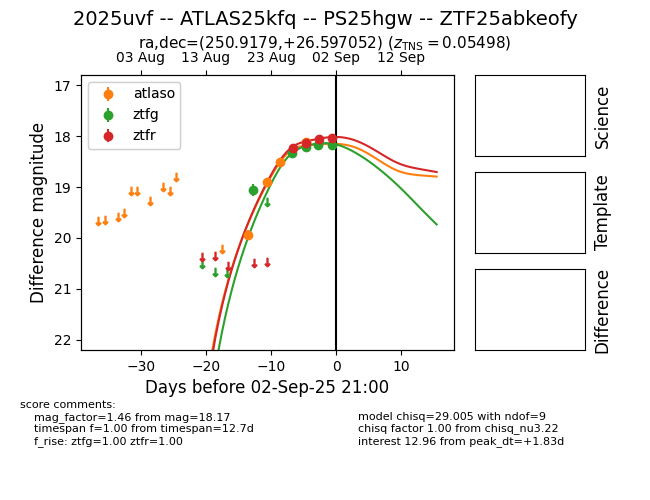 2025uvf -- ATLAS25kfq -- PS25hgw -- ZTF25abkeofy
ra,dec=(250.9179,+26.597052) (z_TNS = 0.05498)
03 Aug 13 Aug 23 Aug 02 Sep 12 Sep
17
18
19
20
21
22
Difference magnitude
atlaso
ztfg
ztfr
−30 −20 −10 0 10
Days before 02-Sep-25 21:00
Science
Template
Difference
score comments:
mag_factor=1.46 from mag=18.17
timespan f=1.00 from timespan=12.7d
f_rise: ztfg=1.00 ztfr=1.00
model chisq=29.005 with ndof=9
chisq factor 1.00 from chisq_nu3.22
interest 12.96 from peak_dt=+1.83d